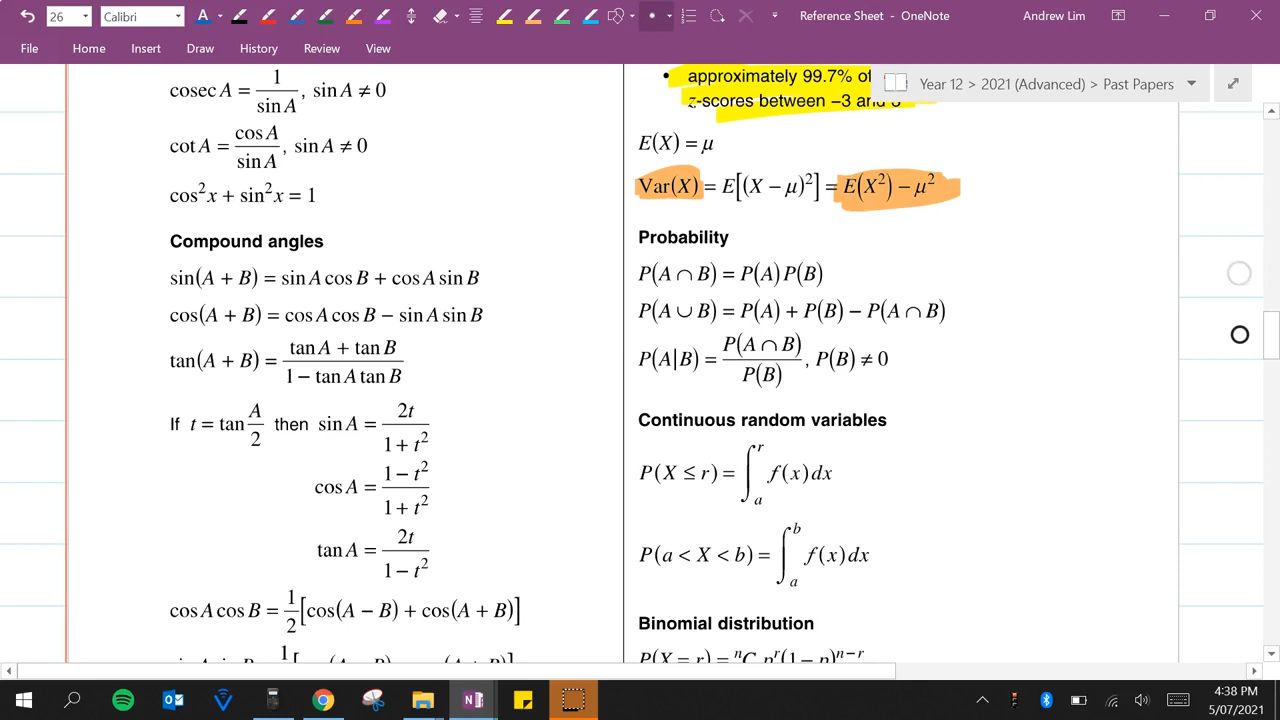 26
Calibri
Reference Sheet - OneNote
Andrew Lim
File Home Insert Draw History Review View
Year 12 > 2021 (Advanced) > Past Papers
cosec A = 1/sin A, sin A ≠ 0
cot A = cos A/sin A, sin A ≠ 0
cos²x + sin²x = 1
Compound angles
sin(A + B) = sin A cos B + cos A sin B
cos(A + B) = cos A cos B − sin A sin B
tan(A + B) = (tan A + tan B)/(1 − tan A tan B)
If t = tan A/2 then sin A = 2t/(1 + t²)
cos A = (1 − t²)/(1 + t²)
tan A = 2t/(1 − t²)
cos A cos B = 1/2[cos(A − B) + cos(A + B)]
• approximately 99.7% of
z-scores between −3 and 3
E(X) = μ
Var(X) = E[(X − μ)²] = E(X²) − μ²
Probability
P(A ∩ B) = P(A)P(B)
P(A ∪ B) = P(A) + P(B) − P(A ∩ B)
P(A|B) = P(A ∩ B)/P(B), P(B) ≠ 0
Continuous random variables
P(X ≤ r) = ∫ₐʳ f(x) dx
P(a < X < b) = ∫ₐᵇ f(x) dx
Binomial distribution
P(X = r) = ⁿCᵣ pʳ(1 − p)ⁿ⁻ʳ
4:38 PM
5/07/2021